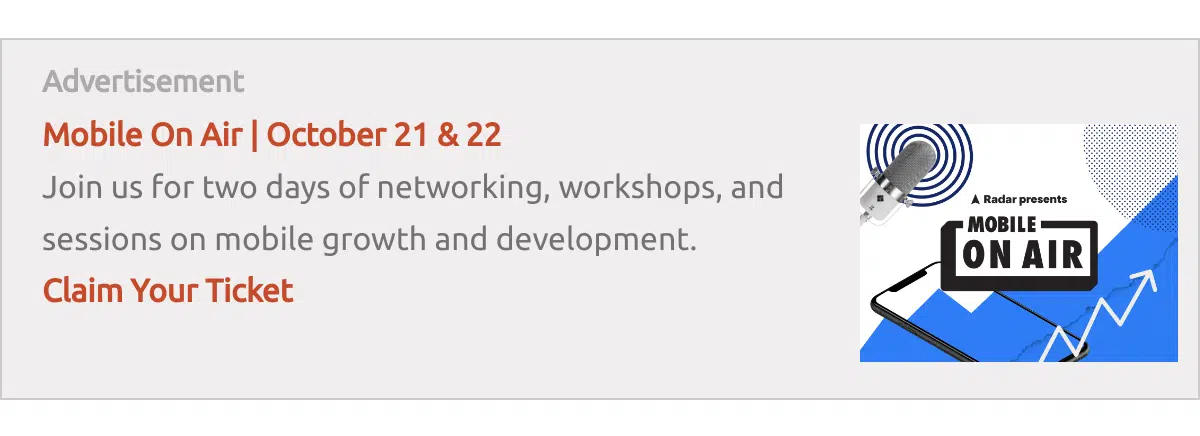 Advertisement
Mobile On Air | October 21 & 22
Join us for two days of networking, workshops, and
sessions on mobile growth and development.
Claim Your Ticket
Radar presents
MOBILE
ON AIR